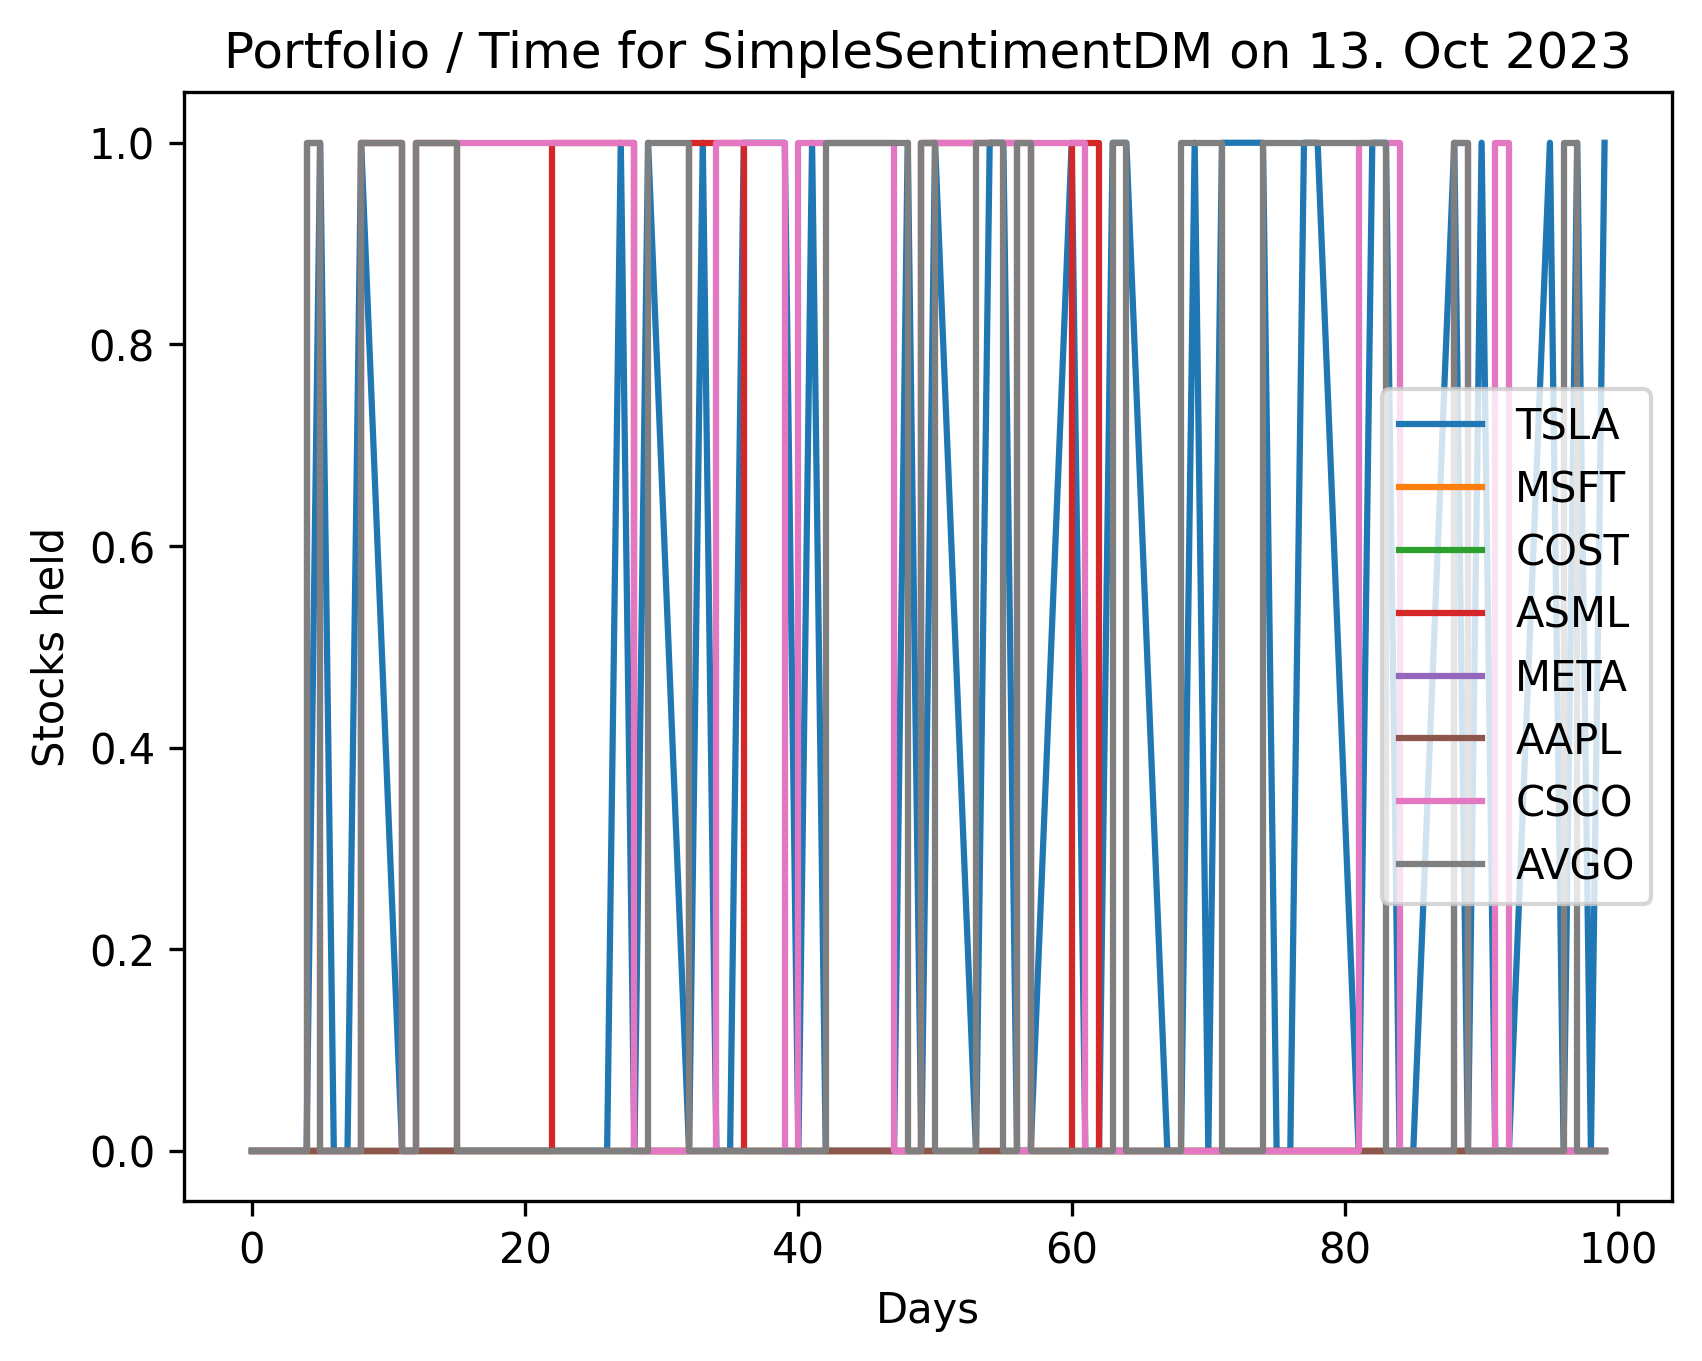 Portfolio / Time for SimpleSentimentDM on 13. Oct 2023
1.0
0.8
0.6
0.4
0.2
0.0
Stocks held
TSLA
MSFT
COST
ASML
META
AAPL
CSCO
AVGO
0 20 40 60 80 100
Days